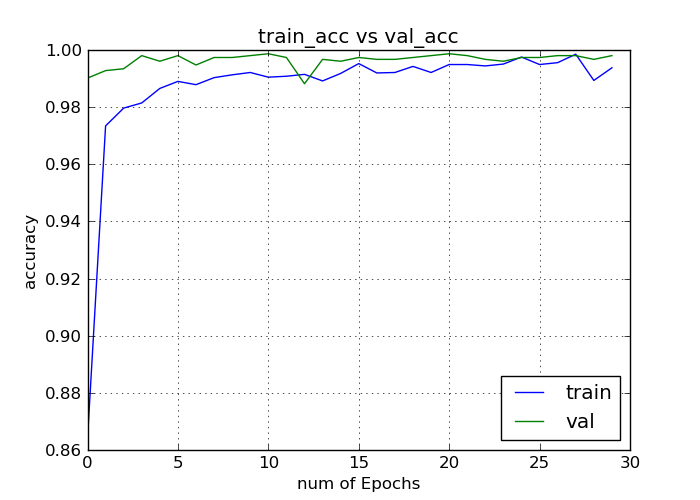 train_acc vs val_acc
1.00
0.98
0.96
0.94
0.92
0.90
0.88
0.86
accuracy
train
val
0 5 10 15 20 25 30
num of Epochs